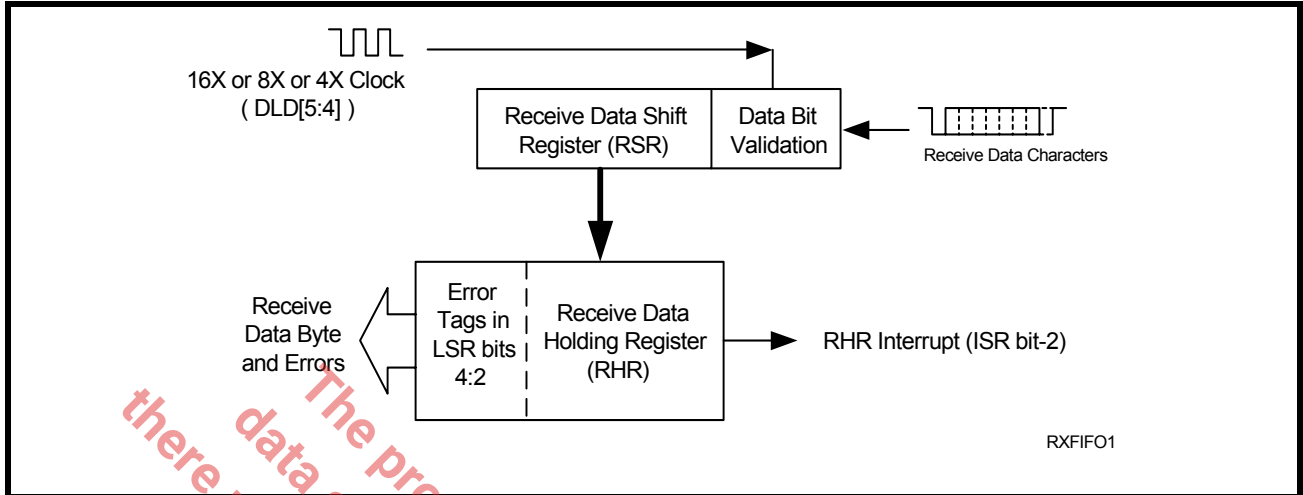 16X or 8X or 4X Clock
( DLD[5:4] )
Receive Data Shift
Register (RSR)
Data Bit
Validation
Receive Data Characters
Receive
Data Byte
and Errors
Error
Tags in
LSR bits
4:2
Receive Data
Holding Register
(RHR)
RHR Interrupt (ISR bit-2)
RXFIFO1
The
data
there